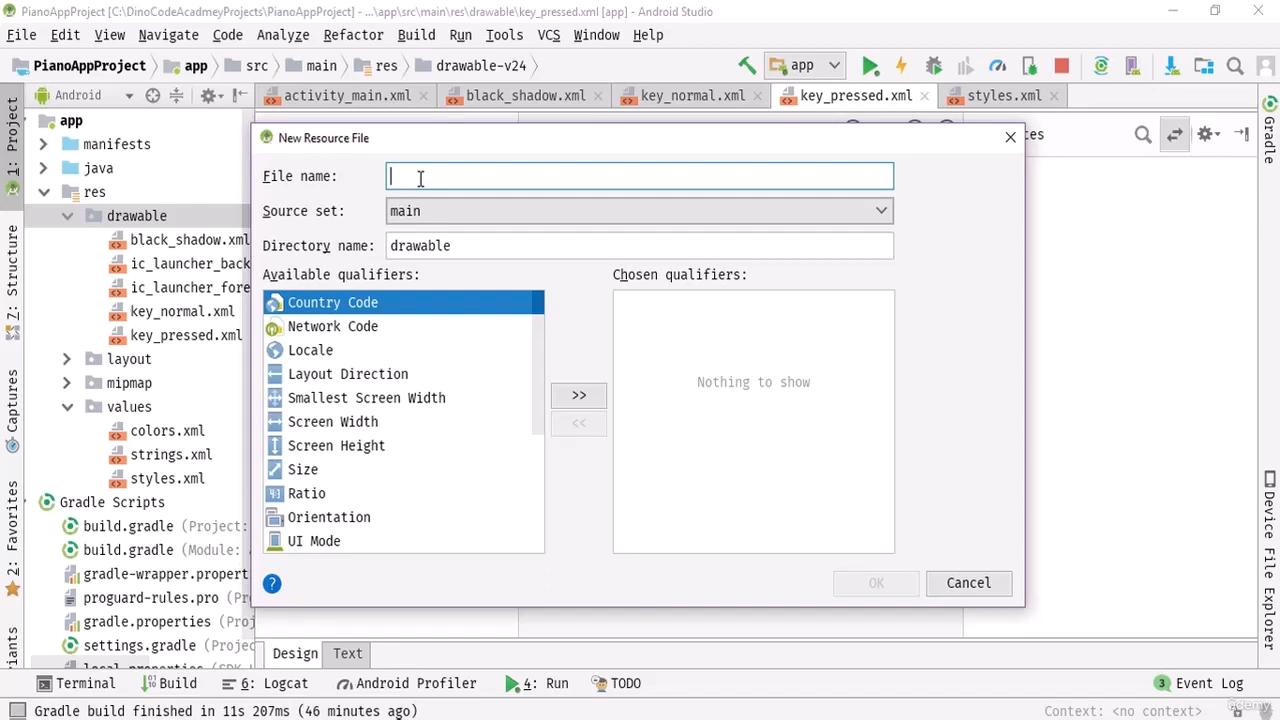 PianoAppProject [C:\DinoCodeAcadmeyProjects\PianoAppProject] - ...\app\src\main\res\drawable\key_pressed.xml [app] - Android Studio
File Edit View Navigate Code Analyze Refactor Build Run Tools VCS Window Help
PianoAppProject app src main res drawable-v24 app
Android activity_main.xml black_shadow.xml key_normal.xml key_pressed.xml styles.xml
1: Project
Z: Structure
Captures
2: Favorites
iants
app
manifests
java
res
drawable
black_shadow.xml
ic_launcher_back
ic_launcher_fore
key_normal.xml
key_pressed.xml
layout
mipmap
values
colors.xml
strings.xml
styles.xml
Gradle Scripts
build.gradle (Project:
build.gradle (Module:
gradle-wrapper.propert
proguard-rules.pro
gradle.properties (Proj
settings.gradle (Projec
local.properties (SDK
New Resource File
File name:
Source set: main
Directory name: drawable
Available qualifiers: Chosen qualifiers:
Country Code
Network Code
Locale
Layout Direction
Smallest Screen Width
Screen Width
Screen Height
Size
Ratio
Orientation
UI Mode
>>
<<
Nothing to show
?
OK Cancel
tes
Gradle
Device File Explorer
Design Text
Terminal Build 6: Logcat Android Profiler 4: Run TODO 3 Event Log
Gradle build finished in 11s 207ms (46 minutes ago) Context: <no context>
ûdemy